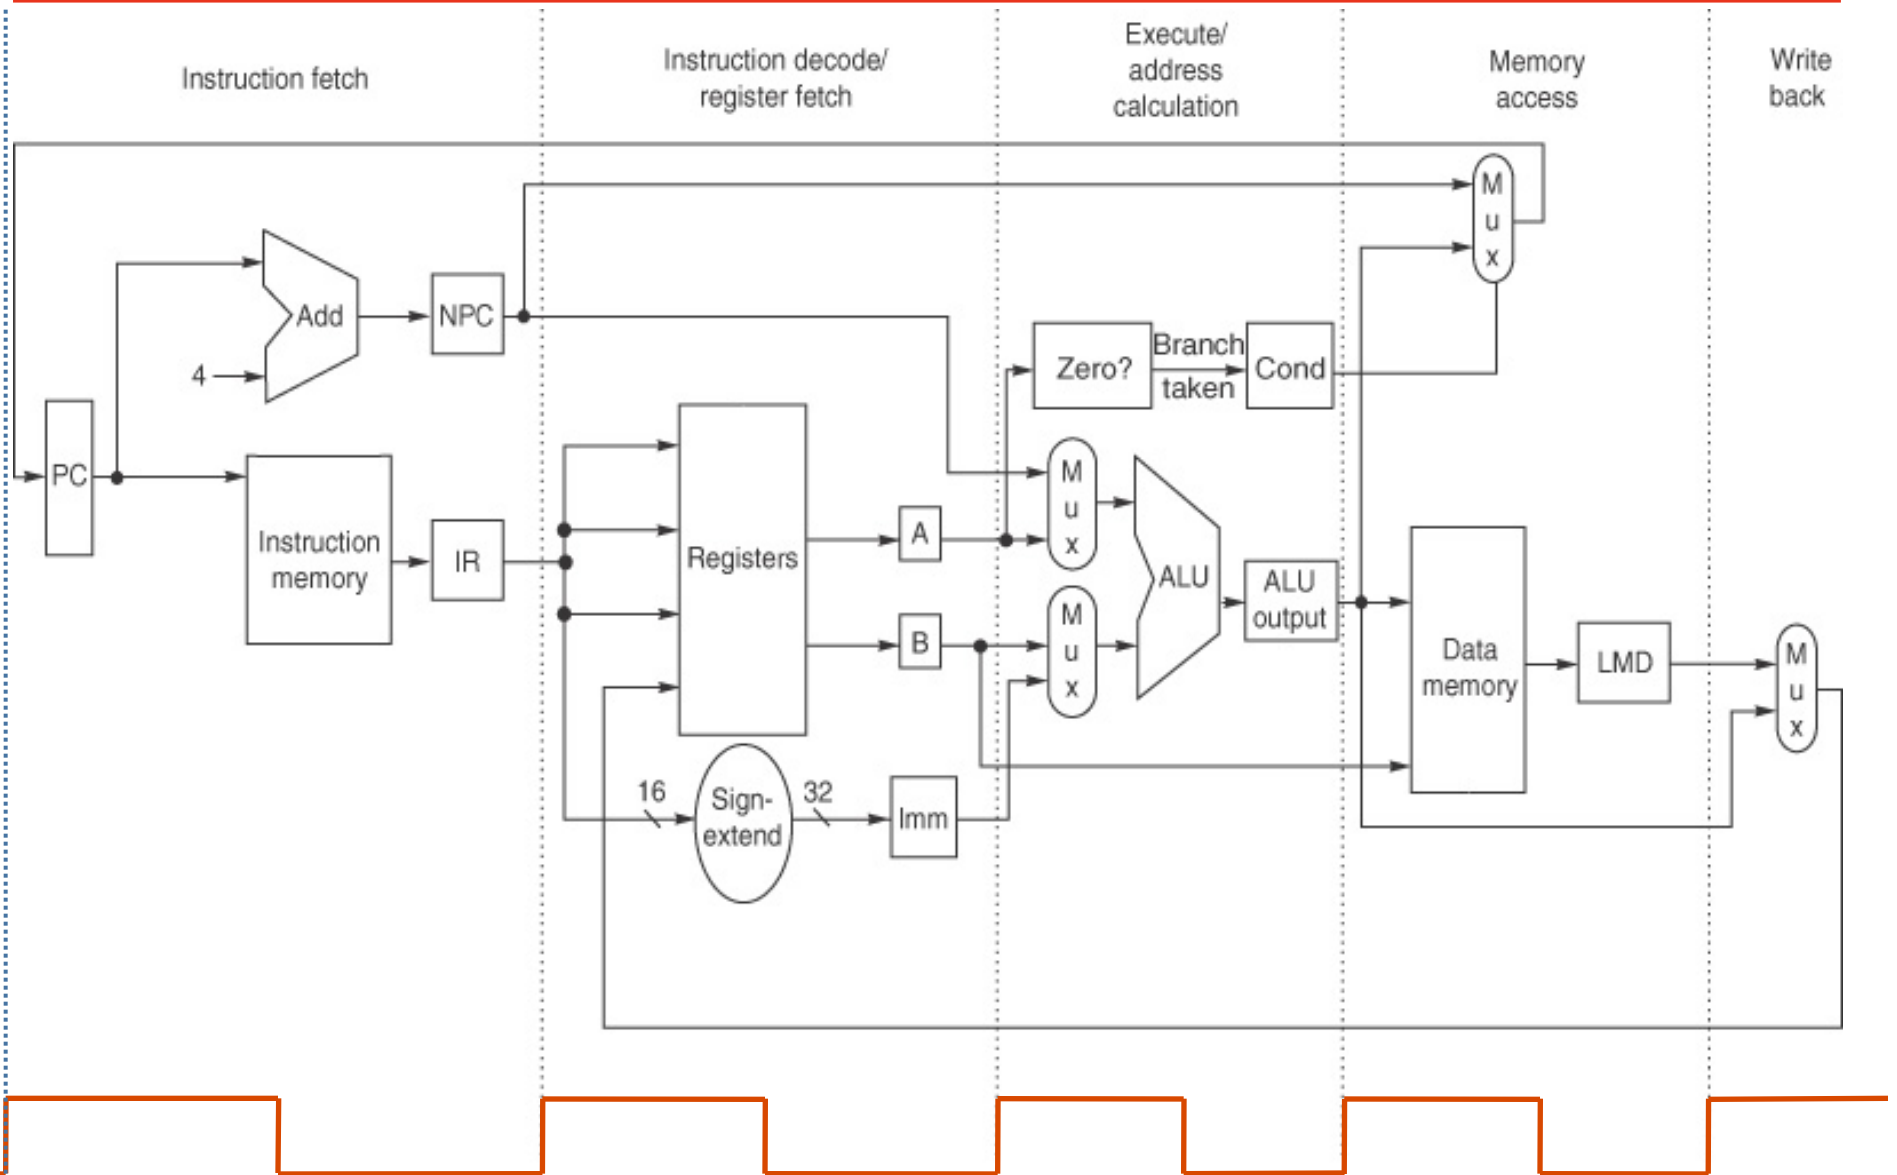 Instruction fetch
Instruction decode/
register fetch
Execute/
address
calculation
Memory
access
Write
back
M
u
x
Add
NPC
4
Branch
taken
Zero?
Cond
PC
Instruction
memory
IR
Registers
A
B
M
u
x
M
u
x
ALU
ALU
output
Data
memory
LMD
M
u
x
16
Sign-
extend
32
Imm